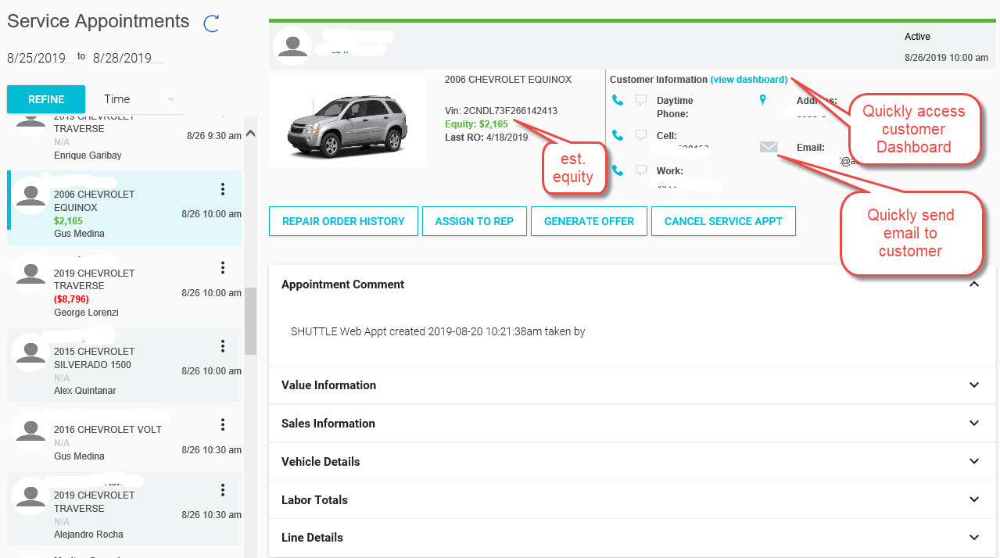 Service Appointments
8/25/2019 to 8/28/2019
REFINE
Time
2019 CHEVROLET
TRAVERSE
N/A
Enrique Garibay
8/26 9:30 am
2006 CHEVROLET
EQUINOX
$2,165
Gus Medina
8/26 10:00 am
2019 CHEVROLET
TRAVERSE
($8,796)
George Lorenzi
8/26 10:00 am
2015 CHEVROLET
SILVERADO 1500
N/A
Alex Quintanar
8/26 10:00 am
2016 CHEVROLET VOLT
N/A
Gus Medina
8/26 10:30 am
2019 CHEVROLET
TRAVERSE
N/A
Alejandro Rocha
8/26 10:30 am
Active
8/26/2019 10:00 am
2006 CHEVROLET EQUINOX
Vin: 2CNDL73F266142413
Equity: $2,165
Last RO: 4/18/2019
est.
equity
Customer Information (view dashboard)
Daytime
Phone:
Cell:
Work:
Address:
Email:
Quickly access
customer
Dashboard
Quickly send
email to
customer
REPAIR ORDER HISTORY
ASSIGN TO REP
GENERATE OFFER
CANCEL SERVICE APPT
Appointment Comment
SHUTTLE Web Appt created 2019-08-20 10:21:38am taken by
Value Information
Sales Information
Vehicle Details
Labor Totals
Line Details